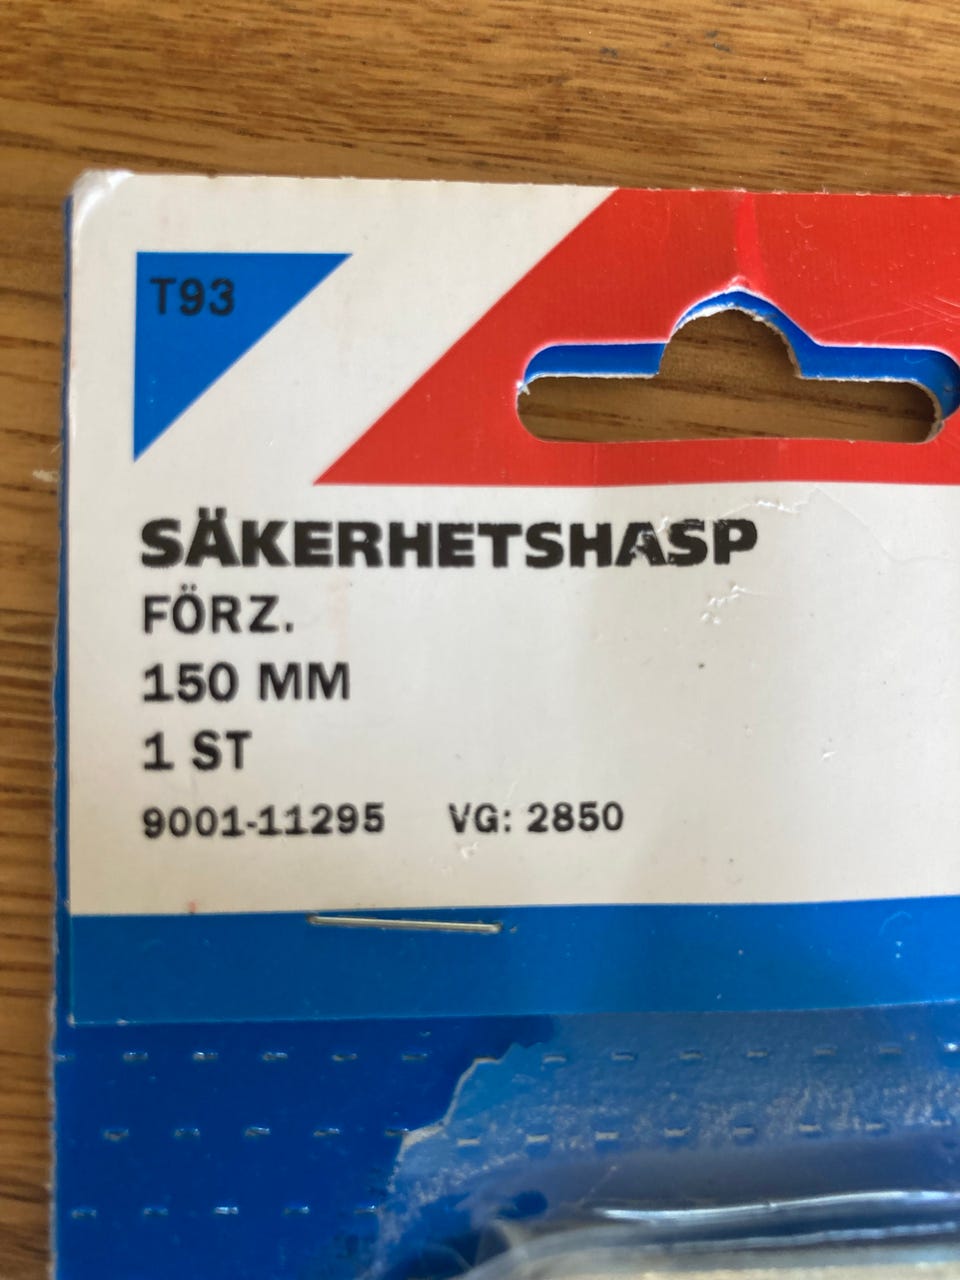 T93
SÄKERHETSHASP
FÖRZ.
150 MM
1 ST
9001-11295 VG: 2850